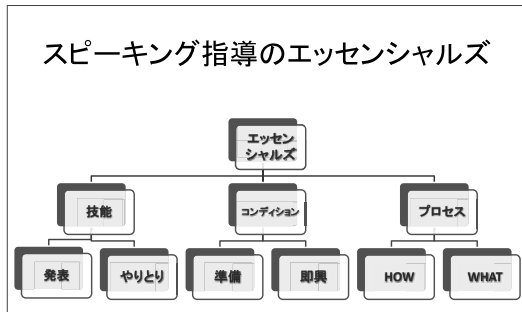 スピーキング指導のエッセンシャルズ
エッセン
シャルズ
技能
コンディション
プロセス
発表
やりとり
準備
即興
HOW
WHAT